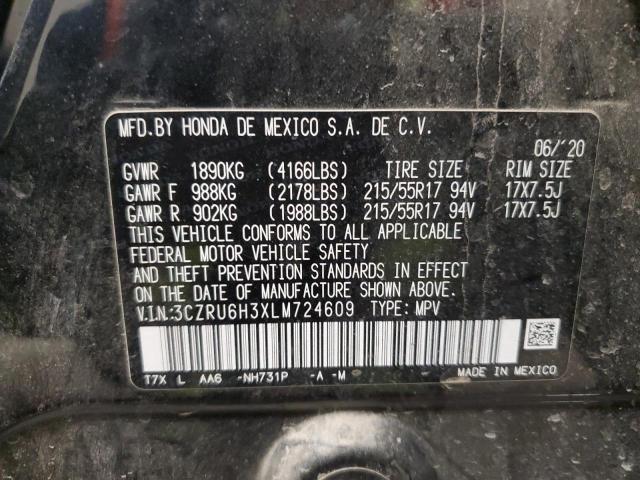 MFD.BY HONDA DE MEXICO S.A. DE C.V.
06/'20
GVWR 1890KG (4166LBS) TIRE SIZE RIM SIZE
GAWR F 988KG (2178LBS) 215/55R17 94V 17X7.5J
GAWR R 902KG (1988LBS) 215/55R17 94V 17X7.5J
THIS VEHICLE CONFORMS TO ALL APPLICABLE
FEDERAL MOTOR VEHICLE SAFETY
AND THEFT PREVENTION STANDARDS IN EFFECT
ON THE DATE OF MANUFACTURE SHOWN ABOVE.
V.I.N.:3CZRU6H3XLM724609 TYPE: MPV
T7X L AA6 -NH731P -A -M
MADE IN MEXICO